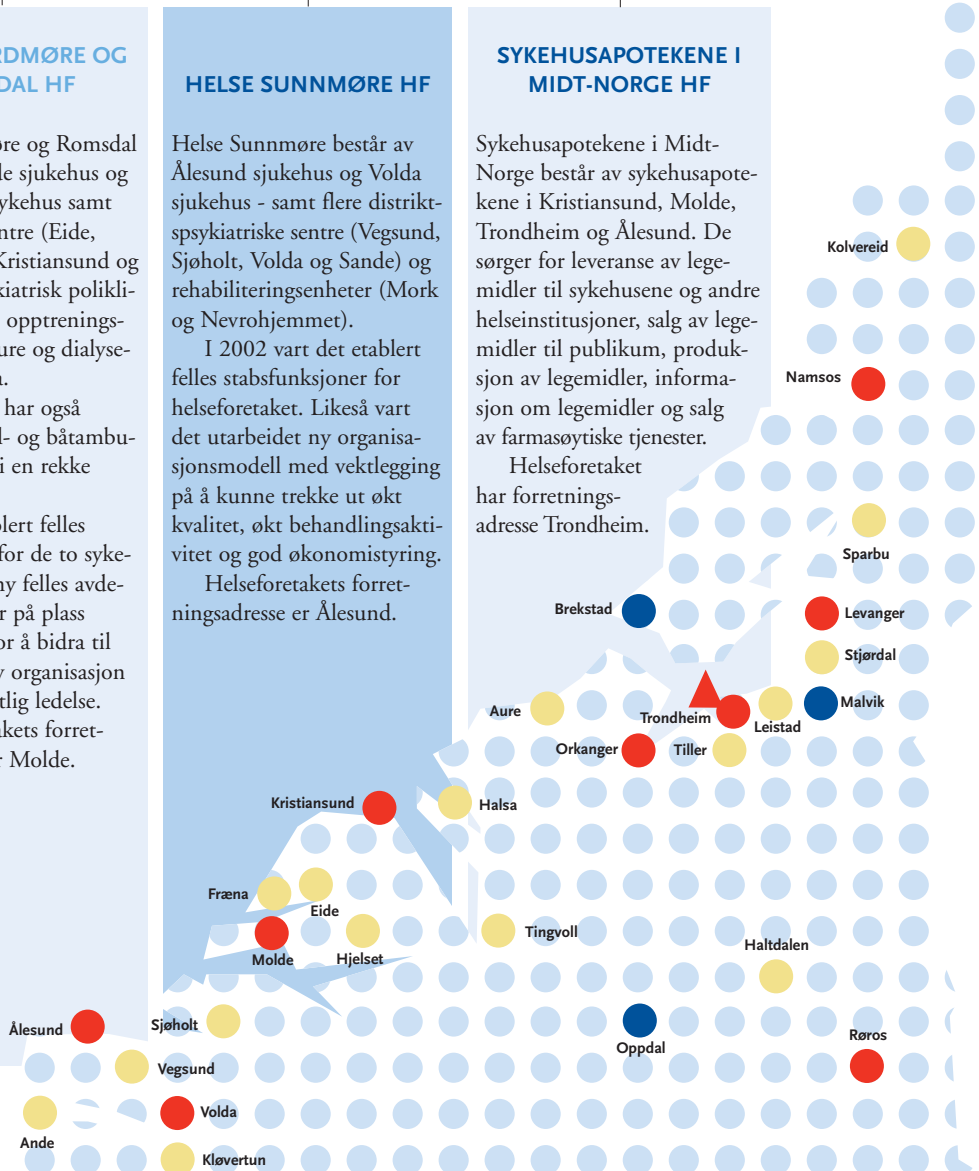 RDMØRE OG
DAL HF
re og Romsdal
le sjukehus og
ykehus samt
ntre (Eide,
Kristiansund og
kiatrisk polikli-
opptrenings-
ure og dialyse-
har også
l- og båtambu-
i en rekke
lert felles
for de to syke-
ny felles avde-
r på plass
or å bidra til
v organisasjon
tlig ledelse.
kets forret-
r Molde.
HELSE SUNNMØRE HF
Helse Sunnmøre består av
Ålesund sjukehus og Volda
sjukehus - samt flere distrikt-
spsykiatriske sentre (Vegsund,
Sjøholt, Volda og Sande) og
rehabiliteringsenheter (Mork
og Nevrohjemmet).
I 2002 vart det etablert
felles stabsfunksjoner for
helseforetaket. Likeså vart
det utarbeidet ny organisa-
sjonsmodell med vektlegging
på å kunne trekke ut økt
kvalitet, økt behandlingsakti-
vitet og god økonomistyring.
Helseforetakets forret-
ningsadresse er Ålesund.
SYKEHUSAPOTEKENE I
MIDT-NORGE HF
Sykehusapotekene i Midt-
Norge består av sykehusapote-
kene i Kristiansund, Molde,
Trondheim og Ålesund. De
sørger for leveranse av lege-
midler til sykehusene og andre
helseinstitusjoner, salg av lege-
midler til publikum, produk-
sjon av legemidler, informa-
sjon om legemidler og salg
av farmasøytiske tjenester.
Helseforetaket
har forretnings-
adresse Trondheim.
Kolvereid
Namsos
Sparbu
Brekstad
Levanger
Stjørdal
Malvik
Aure
Trondheim
Leistad
Orkanger
Tiller
Kristiansund
Halsa
Fræna
Eide
Molde
Hjelset
Tingvoll
Haltdalen
Ålesund
Sjøholt
Oppdal
Røros
Vegsund
Volda
Ande
Kløvertun